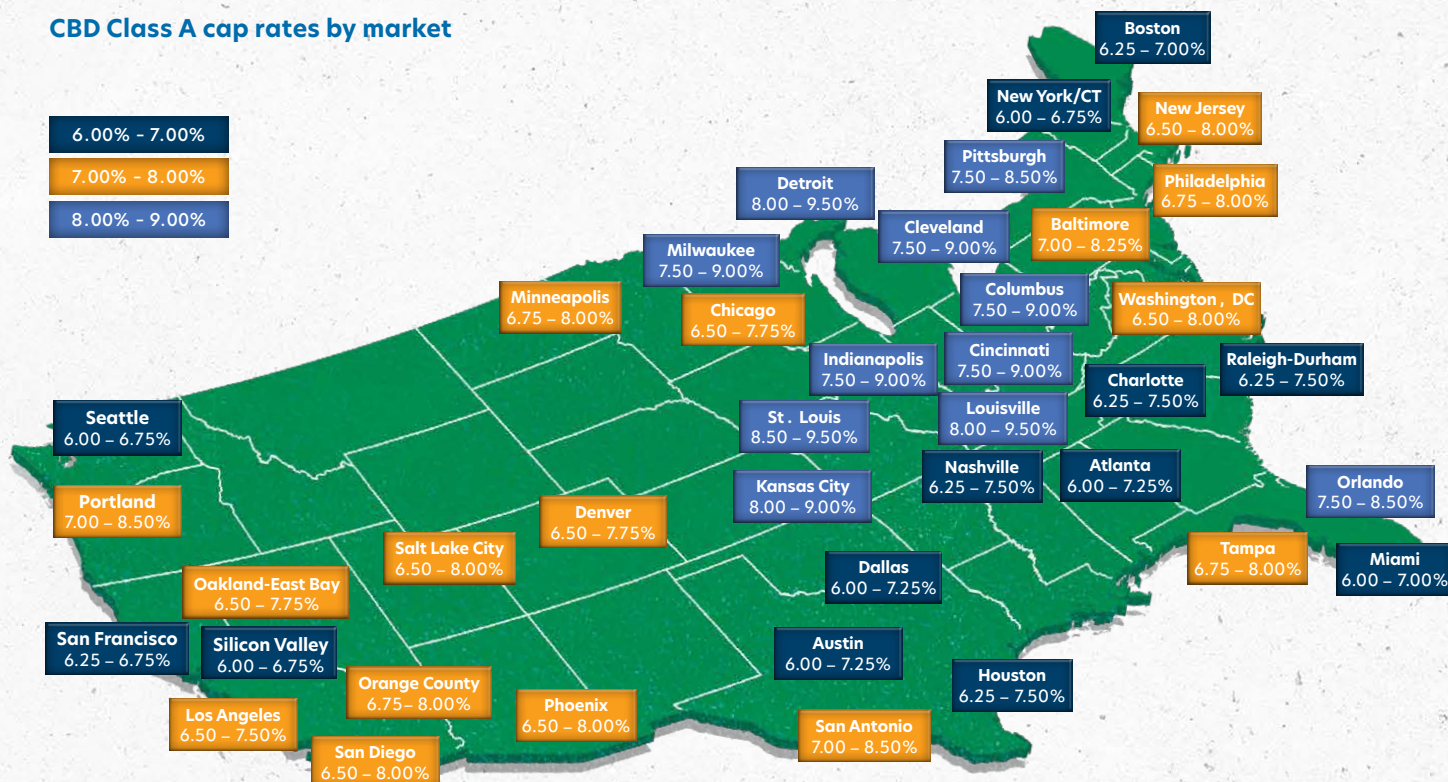 CBD Class A cap rates by market
6.00% - 7.00%
7.00% - 8.00%
8.00% - 9.00%
Boston
6.25 – 7.00%
New York/CT
6.00 – 6.75%
New Jersey
6.50 – 8.00%
Pittsburgh
7.50 – 8.50%
Philadelphia
6.75 – 8.00%
Detroit
8.00 – 9.50%
Cleveland
7.50 – 9.00%
Baltimore
7.00 – 8.25%
Milwaukee
7.50 – 9.00%
Columbus
7.50 – 9.00%
Washington, DC
6.50 – 8.00%
Minneapolis
6.75 – 8.00%
Chicago
6.50 – 7.75%
Indianapolis
7.50 – 9.00%
Cincinnati
7.50 – 9.00%
Raleigh-Durham
6.25 – 7.50%
Charlotte
6.25 – 7.50%
Seattle
6.00 – 6.75%
St. Louis
8.50 – 9.50%
Louisville
8.00 – 9.50%
Nashville
6.25 – 7.50%
Atlanta
6.00 – 7.25%
Orlando
7.50 – 8.50%
Kansas City
8.00 – 9.00%
Portland
7.00 – 8.50%
Denver
6.50 – 7.75%
Salt Lake City
6.50 – 8.00%
Tampa
6.75 – 8.00%
Miami
6.00 – 7.00%
Dallas
6.00 – 7.25%
Oakland-East Bay
6.50 – 7.75%
San Francisco
6.25 – 6.75%
Silicon Valley
6.00 – 6.75%
Austin
6.00 – 7.25%
Houston
6.25 – 7.50%
Orange County
6.75– 8.00%
Phoenix
6.50 – 8.00%
Los Angeles
6.50 – 7.50%
San Antonio
7.00 – 8.50%
San Diego
6.50 – 8.00%